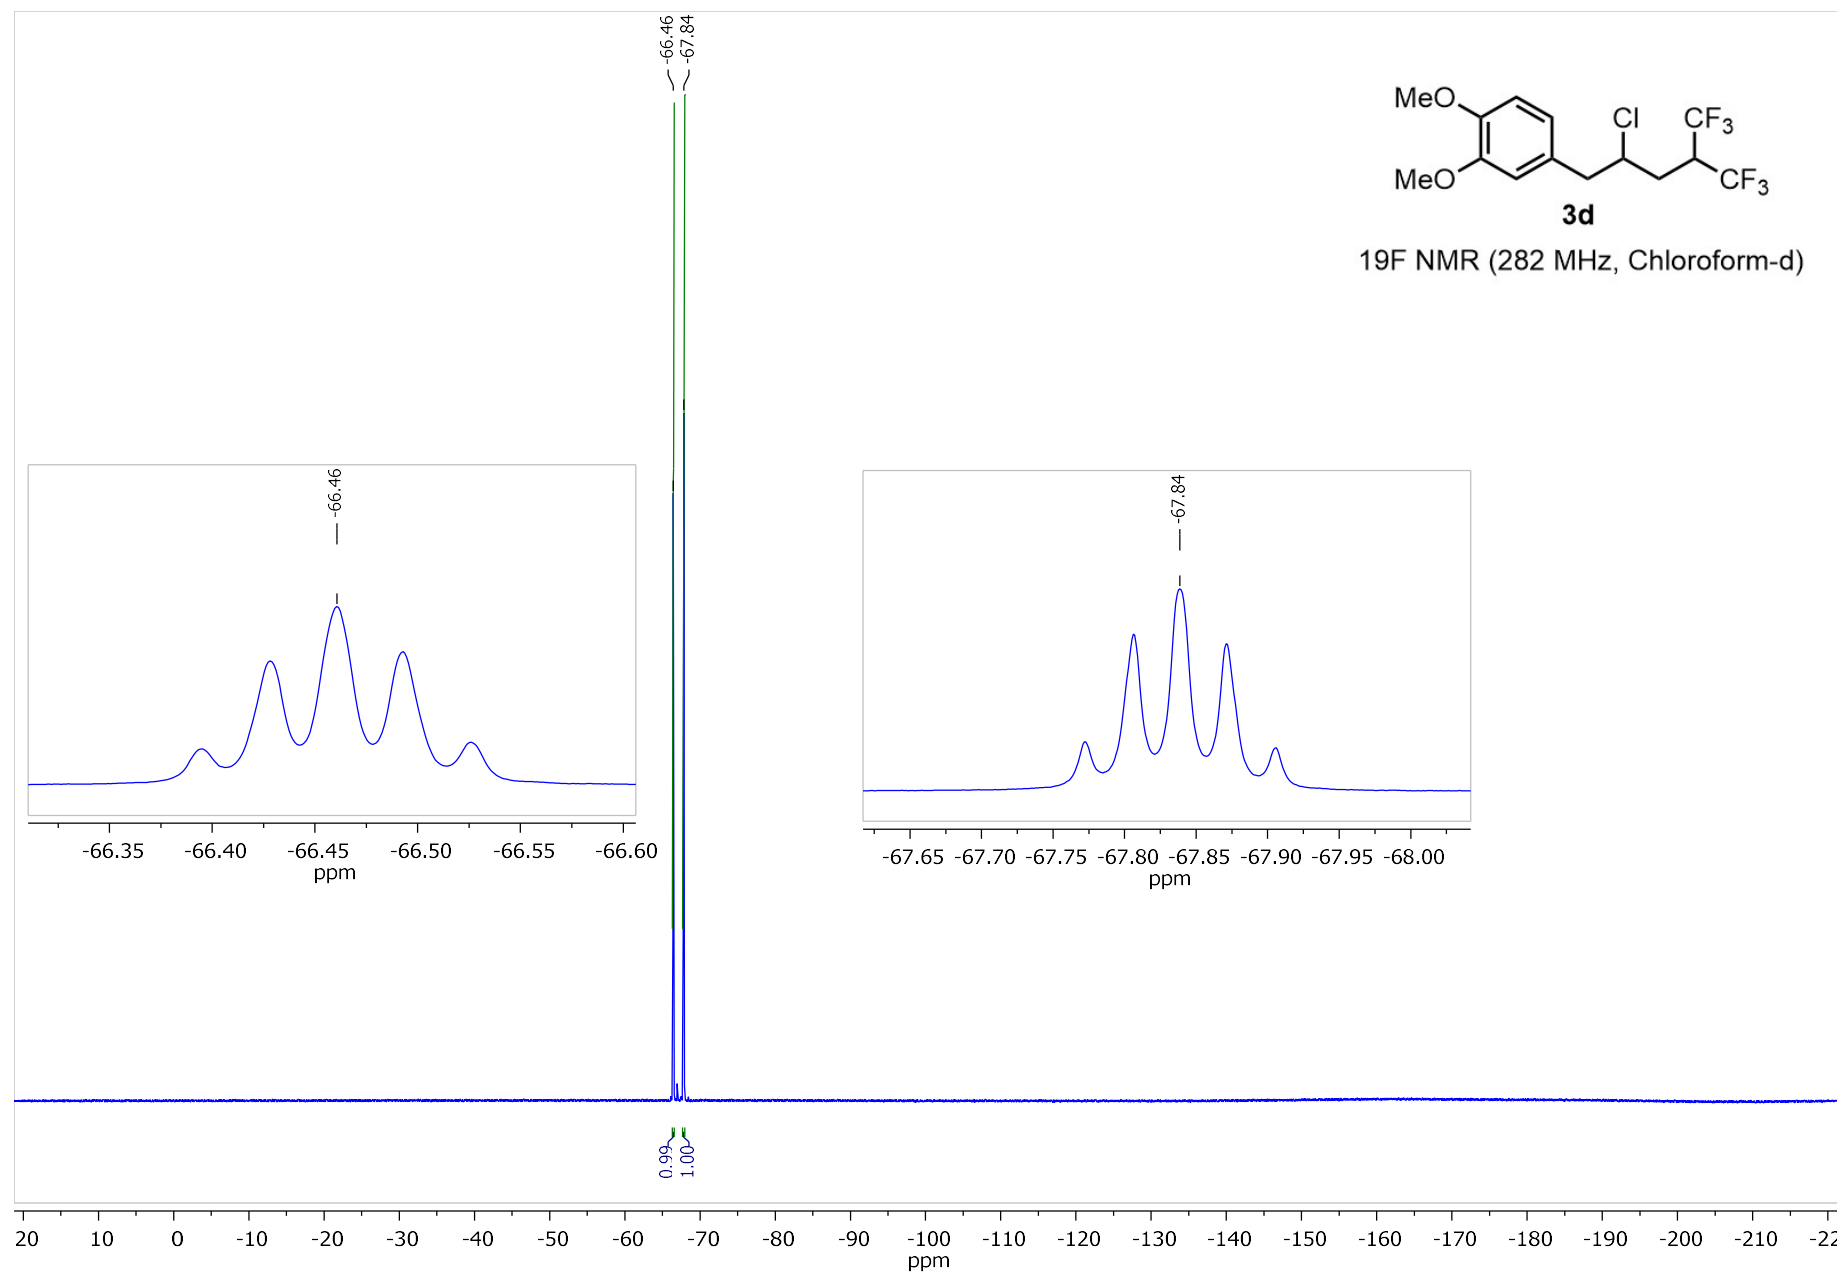 -66.46
-67.84
MeO
Cl
CF3
MeO
CF3
3d
19F NMR (282 MHz, Chloroform-d)
-66.46
-66.35 -66.40 -66.45 -66.50 -66.55 -66.60
ppm
-67.84
-67.65 -67.70 -67.75 -67.80 -67.85 -67.90 -67.95 -68.00
ppm
0.99
1.00
20 10 0 -10 -20 -30 -40 -50 -60 -70 -80 -90 -100 -110 -120 -130 -140 -150 -160 -170 -180 -190 -200 -210 -22
ppm